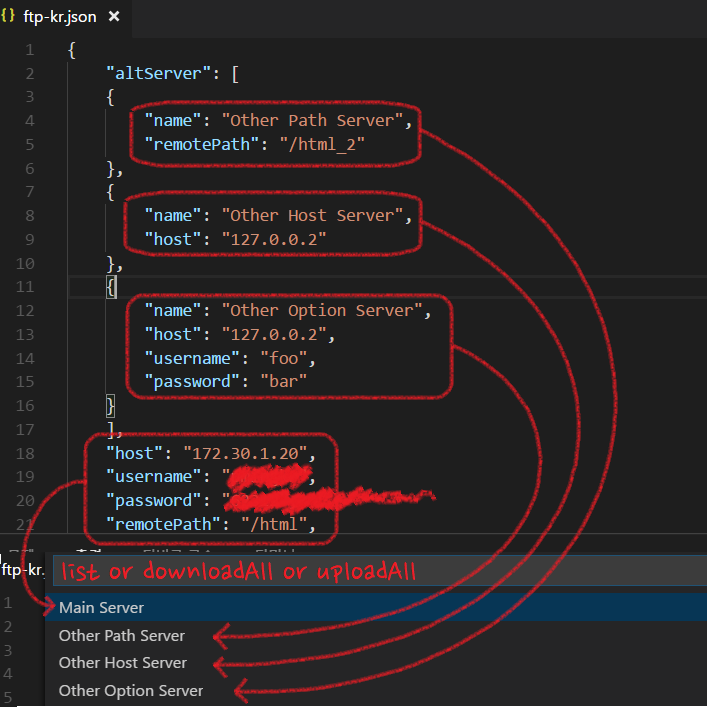 {} ftp-kr.json ×
1 {
2 "altServer": [
3 {
4 "name": "Other Path Server",
5 "remotePath": "/html_2"
6 },
7 {
8 "name": "Other Host Server",
9 "host": "127.0.0.2"
10 },
11 {
12 "name": "Other Option Server",
13 "host": "127.0.0.2",
14 "username": "foo",
15 "password": "bar"
16 }
17 ],
18 "host": "172.30.1.20",
19 "username": "
20 "password": "
21 "remotePath": "/html",
ftp-kr. list or downloadAll or uploadAll
1 Main Server
2 Other Path Server
3 Other Host Server
4
5 Other Option Server